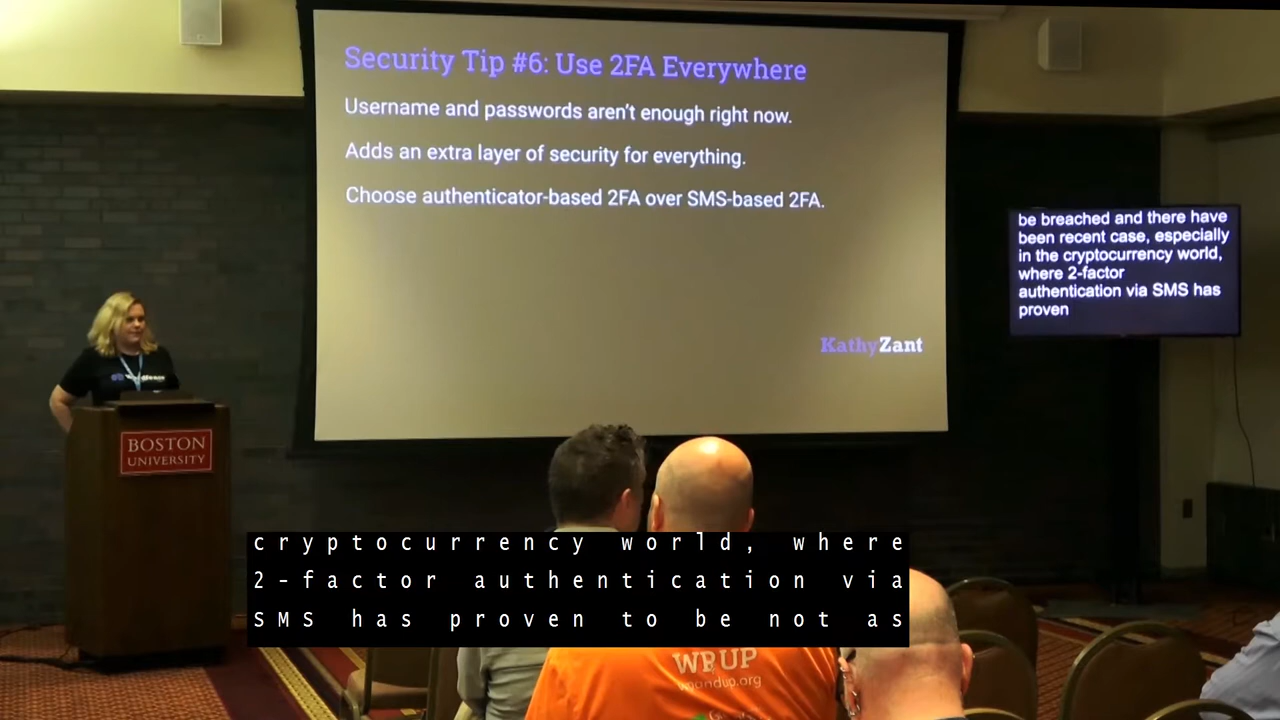 Security Tip #6: Use 2FA Everywhere
Username and passwords aren't enough right now.
Adds an extra layer of security for everything.
Choose authenticator-based 2FA over SMS-based 2FA.
KathyZant
be breached and there have
been recent case, especially
in the cryptocurrency world,
where 2-factor
authentication via SMS has
proven
BOSTON
UNIVERSITY
cryptocurrency world, where
2-factor authentication via
SMS has proven to be not as